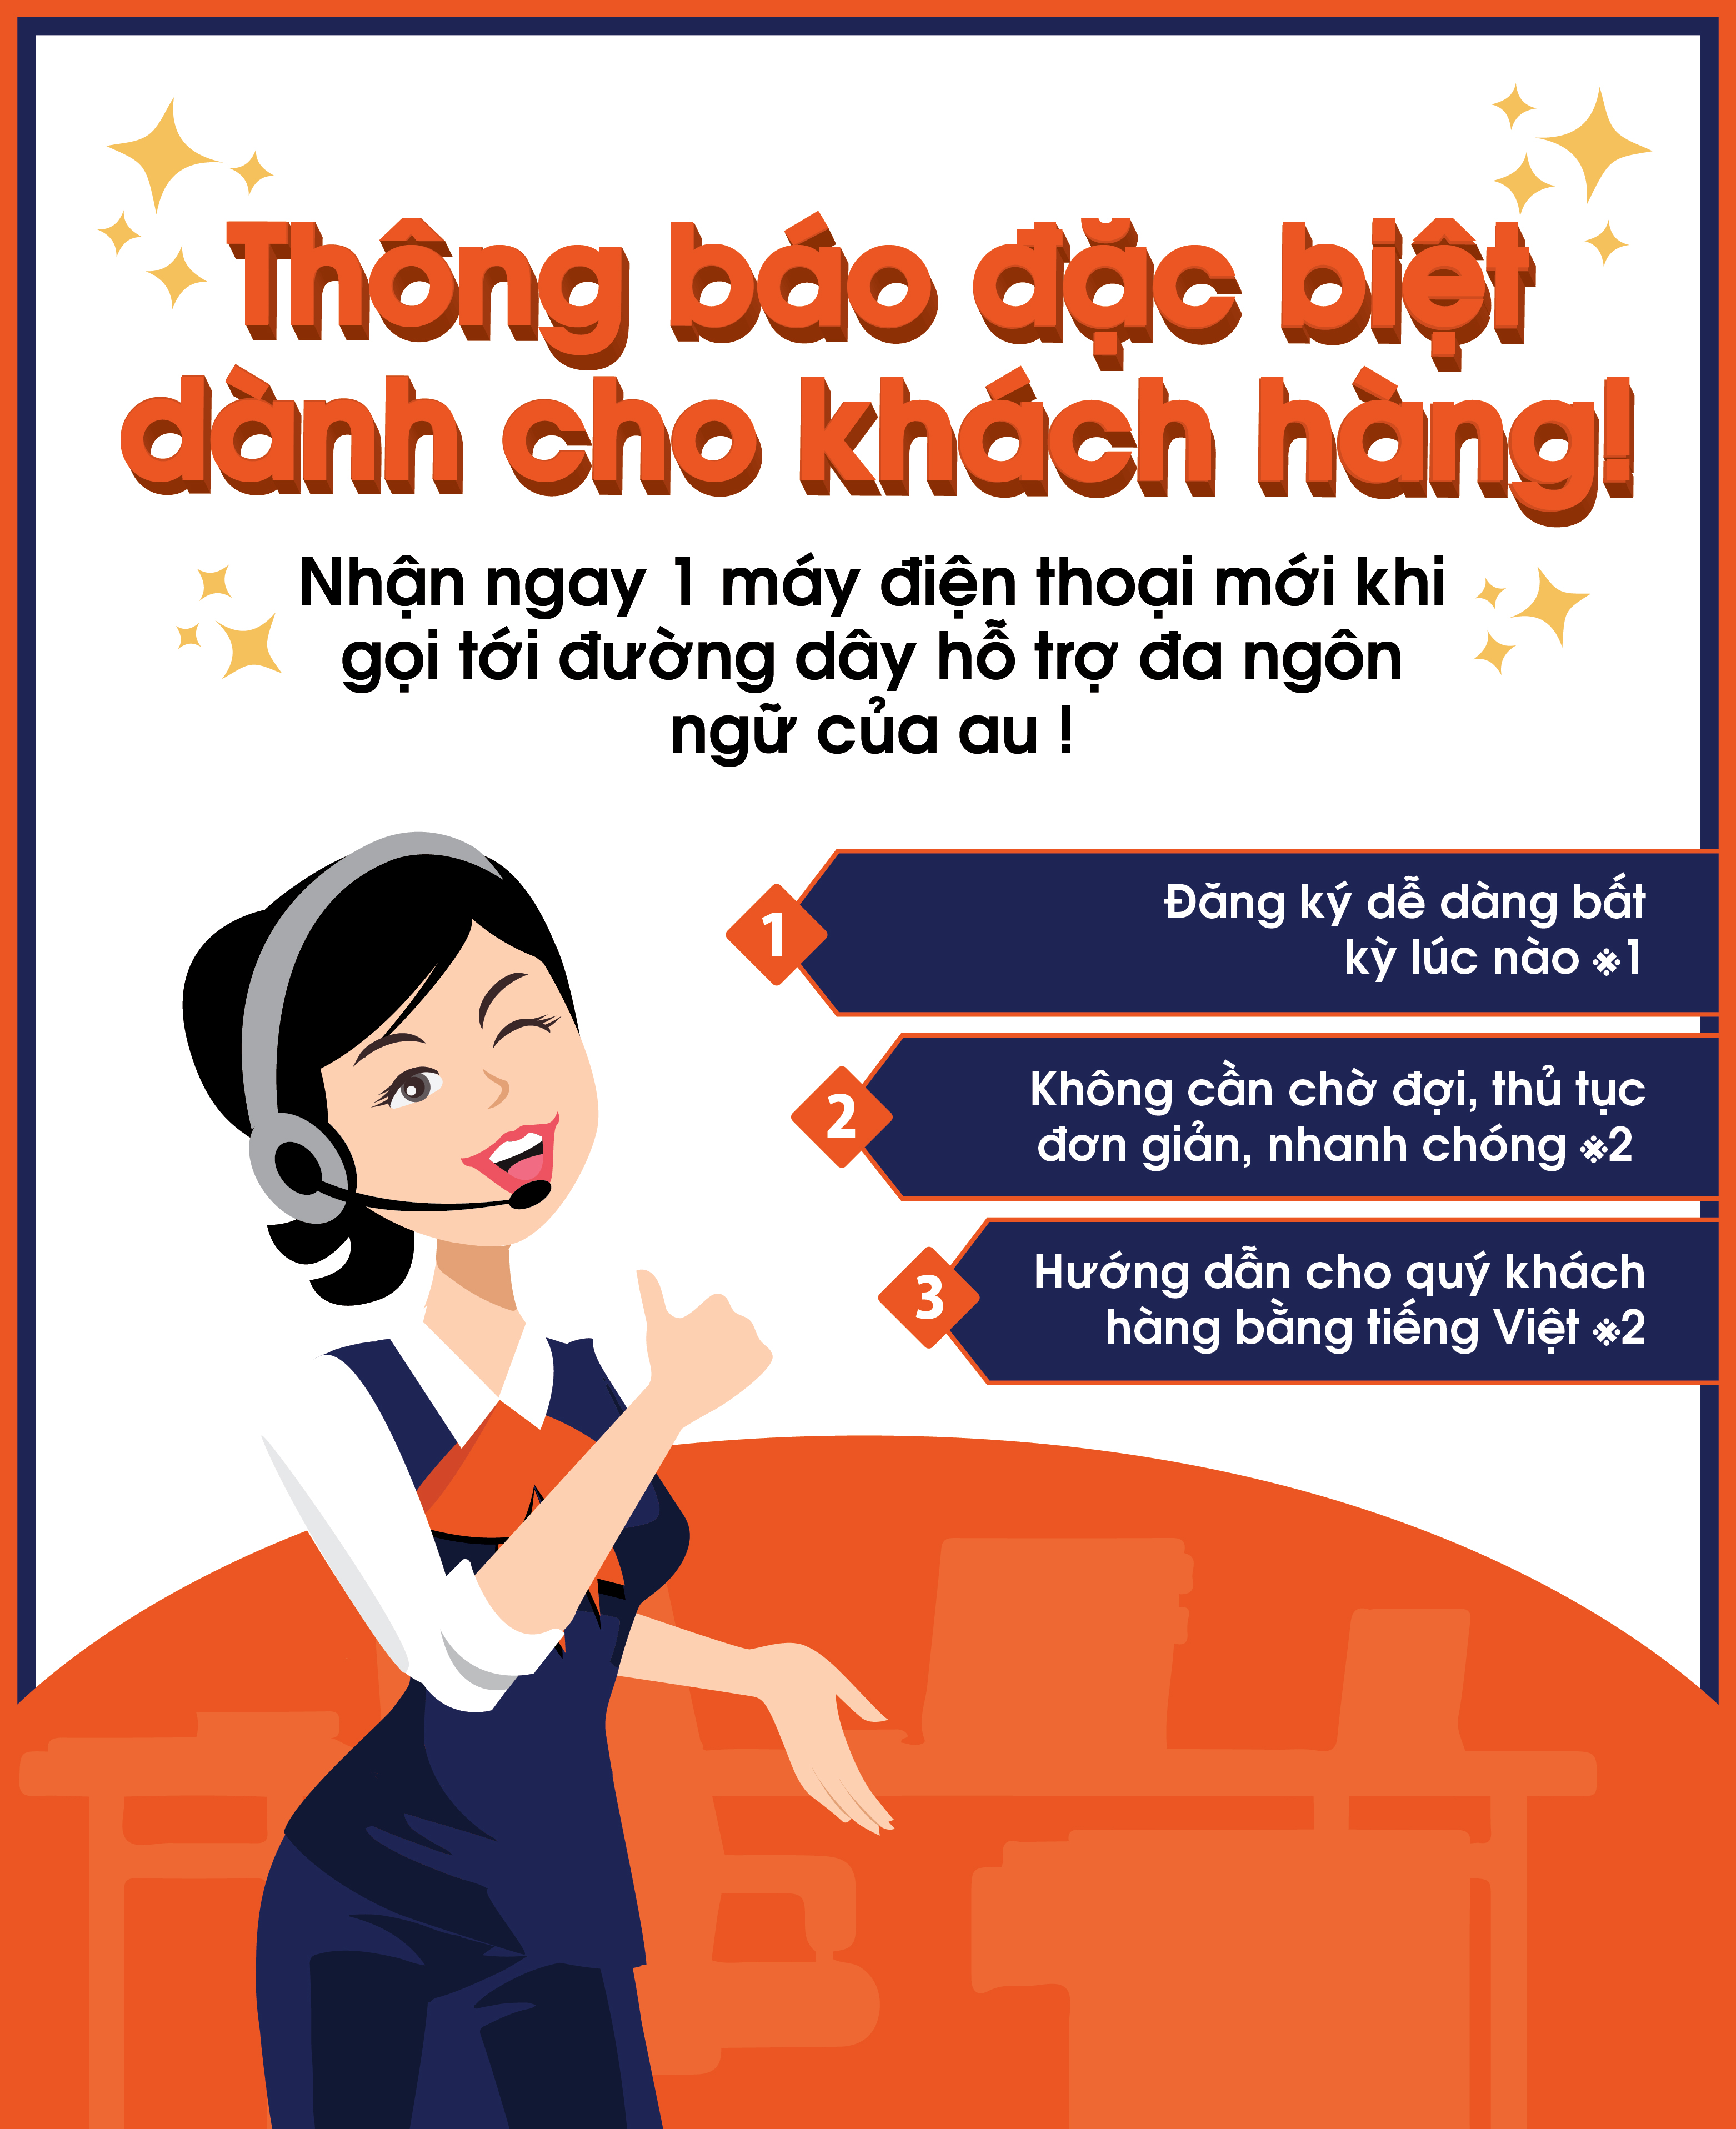 Thông báo đặc biệt
dành cho khách hàng!
Nhận ngay 1 máy điện thoại mới khi
gọi tới đường dây hỗ trợ đa ngôn
ngữ của au !
1
Đăng ký dễ dàng bất
kỳ lúc nào ※1
2
Không cần chờ đợi, thủ tục
đơn giản, nhanh chóng ※2
3
Hướng dẫn cho quý khách
hàng bằng tiếng Việt ※2